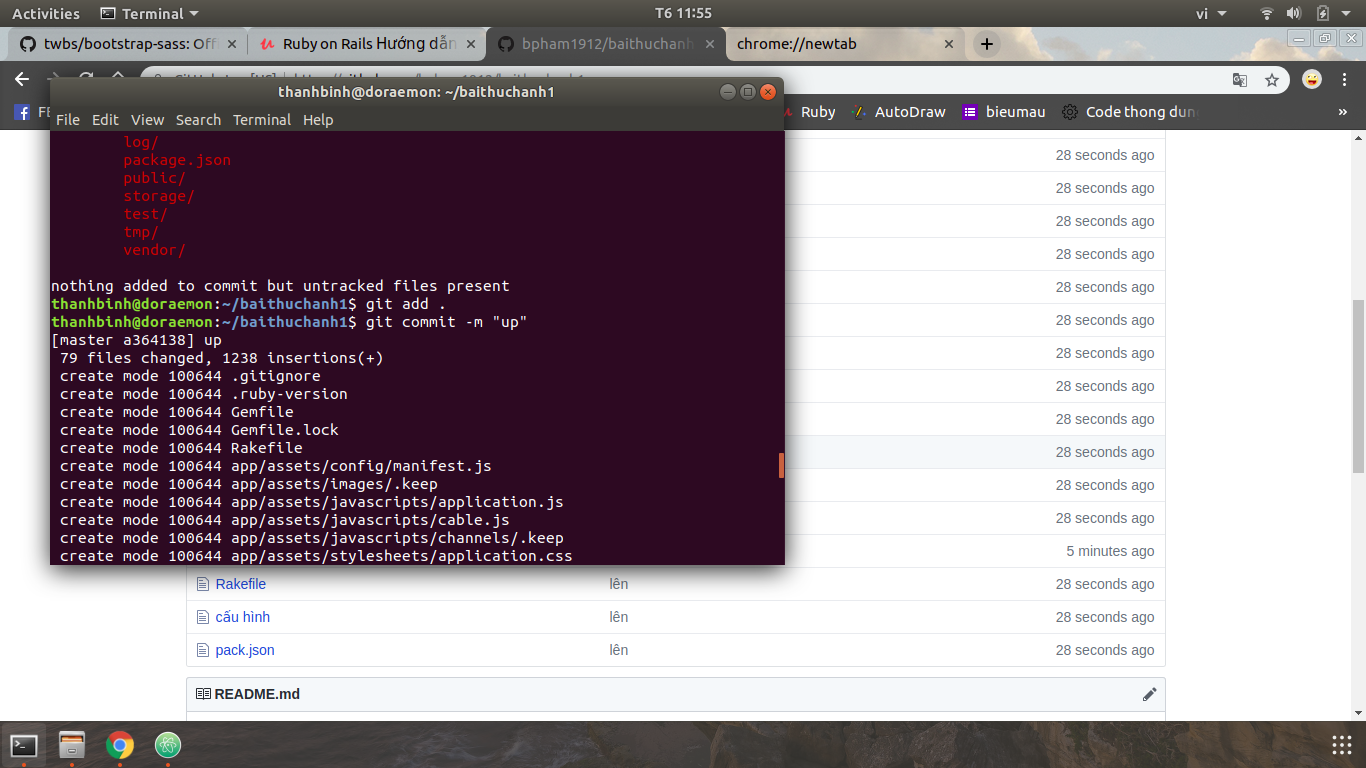 Activities Terminal T6 11:55 vi
twbs/bootstrap-sass: Off Ruby on Rails Hướng dẫn bpham1912/baithuchanh chrome://newtab
thanhbinh@doraemon: ~/baithuchanh1
Ruby AutoDraw bieumau Code thong dun »
File Edit View Search Terminal Help
log/
package.json
public/
storage/
test/
tmp/
vendor/
nothing added to commit but untracked files present
thanhbinh@doraemon:~/baithuchanh1$ git add .
thanhbinh@doraemon:~/baithuchanh1$ git commit -m "up"
[master a364138] up
79 files changed, 1238 insertions(+)
create mode 100644 .gitignore
create mode 100644 .ruby-version
create mode 100644 Gemfile
create mode 100644 Gemfile.lock
create mode 100644 Rakefile
create mode 100644 app/assets/config/manifest.js
create mode 100644 app/assets/images/.keep
create mode 100644 app/assets/javascripts/application.js
create mode 100644 app/assets/javascripts/cable.js
create mode 100644 app/assets/javascripts/channels/.keep
create mode 100644 app/assets/stylesheets/application.css
28 seconds ago
28 seconds ago
28 seconds ago
28 seconds ago
28 seconds ago
28 seconds ago
28 seconds ago
28 seconds ago
28 seconds ago
28 seconds ago
28 seconds ago
28 seconds ago
5 minutes ago
Rakefile lên 28 seconds ago
cấu hình lên 28 seconds ago
pack.json lên 28 seconds ago
README.md